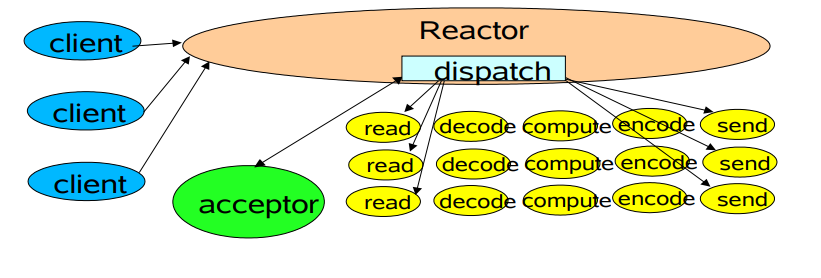 Reactor
client
dispatch
client
read decode compute encode send
read decode compute encode send
client
acceptor
read decode compute encode send